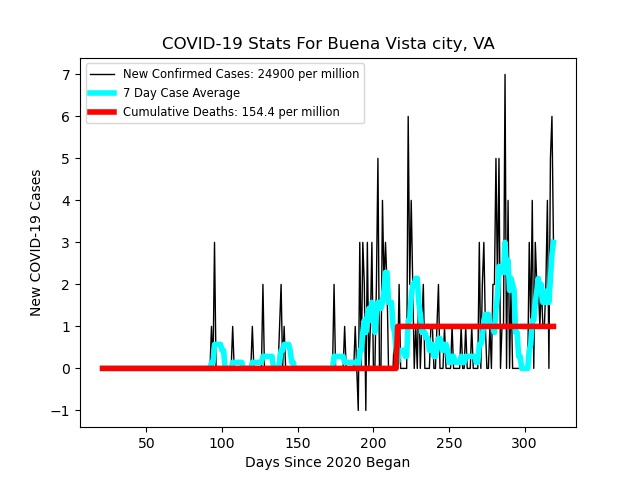 COVID-19 Stats For Buena Vista city, VA
New Confirmed Cases: 24900 per million
7 Day Case Average
Cumulative Deaths: 154.4 per million
New COVID-19 Cases
7
6
5
4
3
2
1
0
−1
50 100 150 200 250 300
Days Since 2020 Began